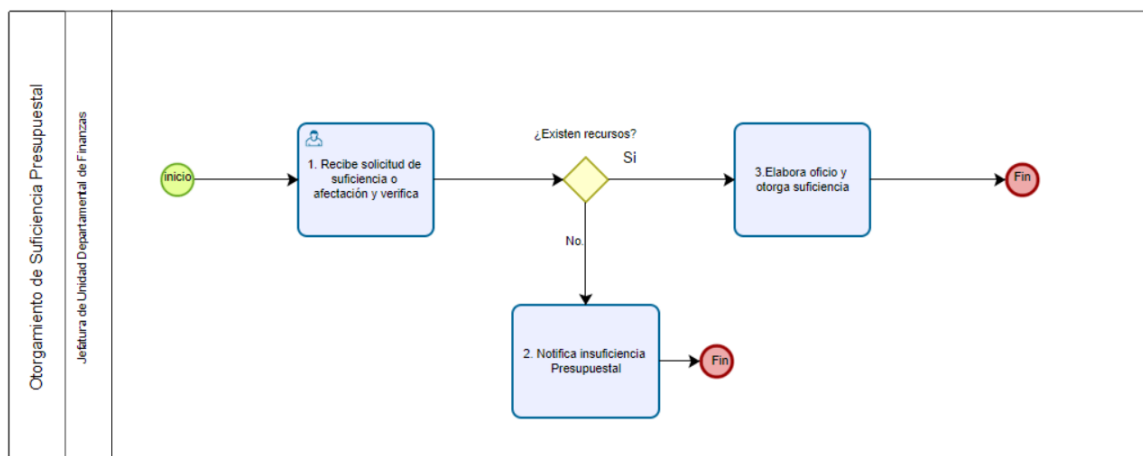 Otorgamiento de Suficiencia Presupuestal
Jefatura de Unidad Departamental de Finanzas
inicio
1. Recibe solicitud de
suficiencia o
afectación y verifica
¿Existen recursos?
Si
No.
3.Elabora oficio y
otorga suficiencia
Fin
2. Notifica insuficiencia
Presupuestal
Fin